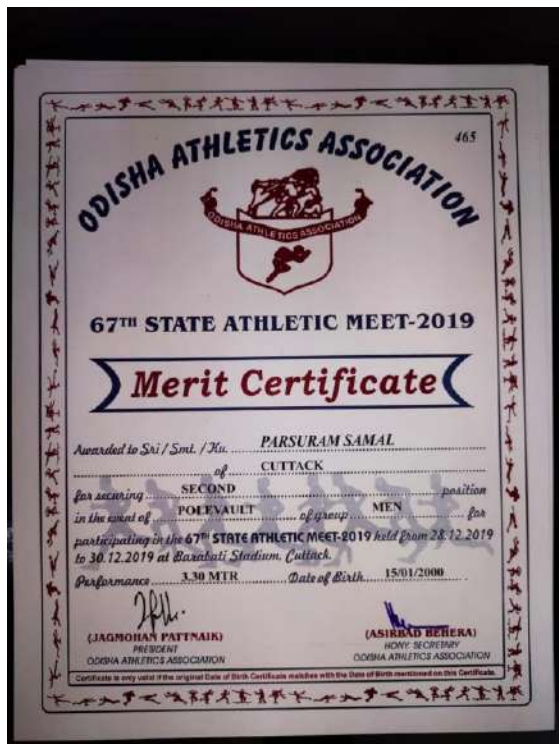 465
ODISHA ATHLETICS ASSOCIATION
ODISHA ATHLETICS ASSOCIATION
67TH STATE ATHLETIC MEET-2019
Merit Certificate
Awarded to Sri / Smt. / Ku. PARSURAM SAMAL
of CUTTACK
for securing SECOND position
in the event of POLEVAULT of group MEN for
participating in the 67TH STATE ATHLETIC MEET-2019 held from 28.12.2019
to 30.12.2019 at Barabati Stadium, Cuttack.
Performance 3.30 MTR Date of Birth 15/01/2000
(JAGMOHAN PATTNAIK)
PRESIDENT
ODISHA ATHLETICS ASSOCIATION
(ASIRBAD BEHERA)
HONY. SECRETARY
ODISHA ATHLETICS ASSOCIATION
Certificate is only valid if the original Date of Birth Certificate matches with the Date of Birth mentioned on this Certificate.